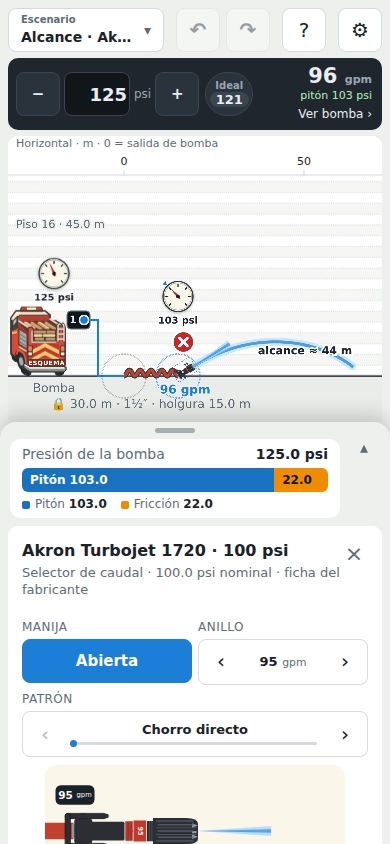 Escenario
Alcance · Ak… ▼
↶ ↷ ? ⚙
− 125 psi +
Ideal
121
96 gpm
pitón 103 psi
Ver bomba ›
Horizontal · m · 0 = salida de bomba
0 50
Piso 16 · 45.0 m
125 psi
103 psi
1
ESQUEMA
alcance ≈ 44 m
Bomba
96 gpm
🔒 30.0 m · 1½″ · holgura 15.0 m
Presión de la bomba 125.0 psi ▲
Pitón 103.0 22.0
Pitón 103.0 Fricción 22.0
Akron Turbojet 1720 · 100 psi ×
Selector de caudal · 100.0 psi nominal · ficha del
fabricante
MANIJA ANILLO
Abierta ‹ 95 gpm ›
PATRÓN
‹ Chorro directo ›
95 gpm
95